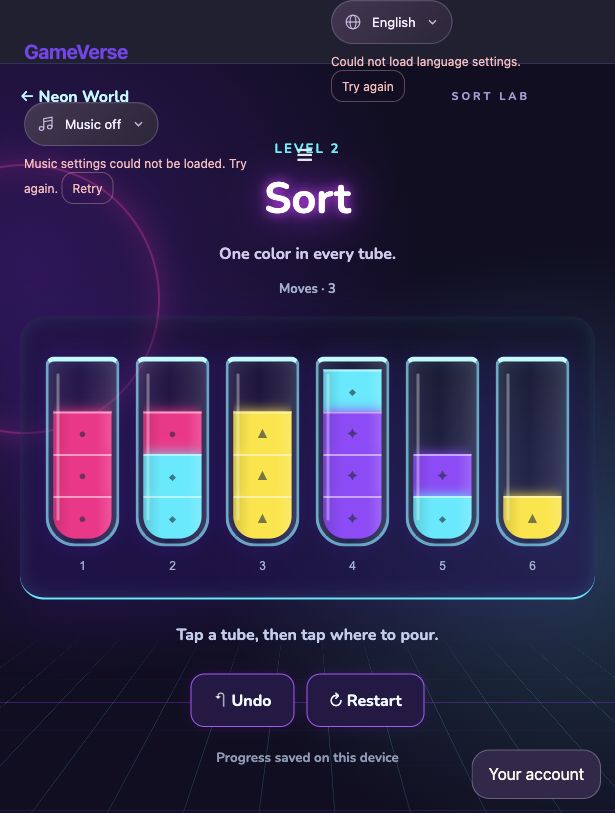 English
GameVerse
Could not load language settings.
Try again
← Neon World
SORT LAB
Music off
LEVEL 2
Music settings could not be loaded. Try
again. Retry
Sort
One color in every tube.
Moves · 3
1 2 3 4 5 6
Tap a tube, then tap where to pour.
Undo
Restart
Progress saved on this device
Your account